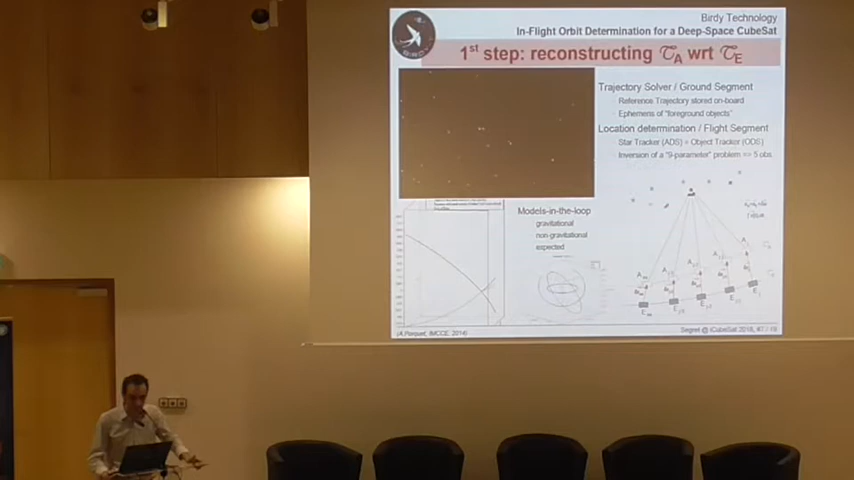 Birdy Technology
In-Flight Orbit Determination for a Deep-Space CubeSat
1st step: reconstructing 𝒯A wrt 𝒯E
Trajectory Solver / Ground Segment
Reference Trajectory stored on-board
Ephemeris of "foreground objects"
Location determination / Flight Segment
Star Tracker (ADS) + Object Tracker (ODS)
Inversion of a "9-parameter" problem => 5 obs.
Models-in-the-loop
gravitational
non-gravitational
expected
(A.Porquet, IMCCE, 2014)
Segret @ iCubeSat 2018, #7 / 18